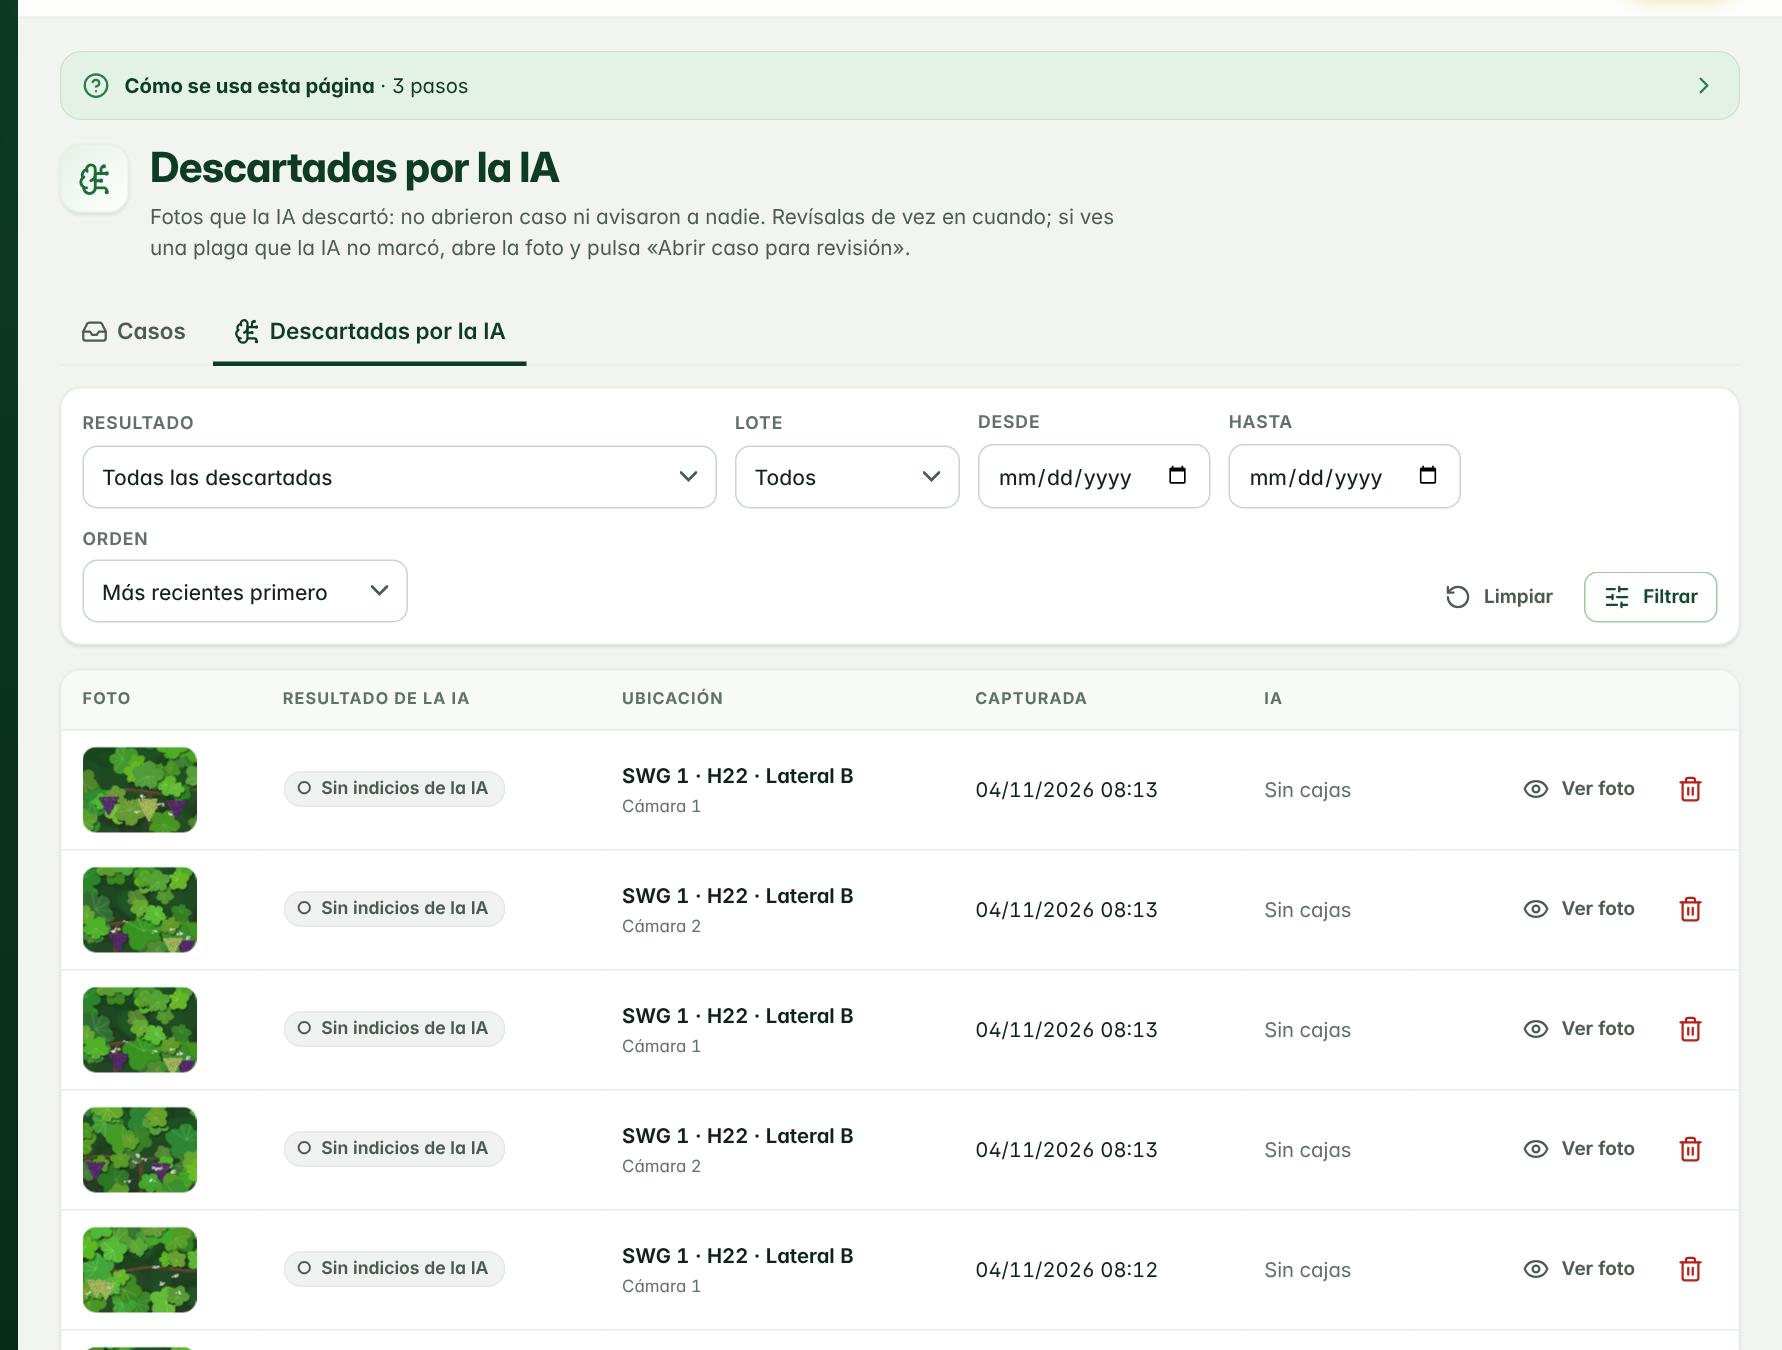 Cómo se usa esta página · 3 pasos
Descartadas por la IA
Fotos que la IA descartó: no abrieron caso ni avisaron a nadie. Revísalas de vez en cuando; si ves
una plaga que la IA no marcó, abre la foto y pulsa «Abrir caso para revisión».
Casos
Descartadas por la IA
RESULTADO
LOTE
DESDE
HASTA
Todas las descartadas
Todos
mm/dd/yyyy
mm/dd/yyyy
ORDEN
Más recientes primero
Limpiar
Filtrar
FOTO
RESULTADO DE LA IA
UBICACIÓN
CAPTURADA
IA
Sin indicios de la IA
SWG 1 · H22 · Lateral B
Cámara 1
04/11/2026 08:13
Sin cajas
Ver foto
Sin indicios de la IA
SWG 1 · H22 · Lateral B
Cámara 2
04/11/2026 08:13
Sin cajas
Ver foto
Sin indicios de la IA
SWG 1 · H22 · Lateral B
Cámara 1
04/11/2026 08:13
Sin cajas
Ver foto
Sin indicios de la IA
SWG 1 · H22 · Lateral B
Cámara 2
04/11/2026 08:13
Sin cajas
Ver foto
Sin indicios de la IA
SWG 1 · H22 · Lateral B
Cámara 1
04/11/2026 08:12
Sin cajas
Ver foto